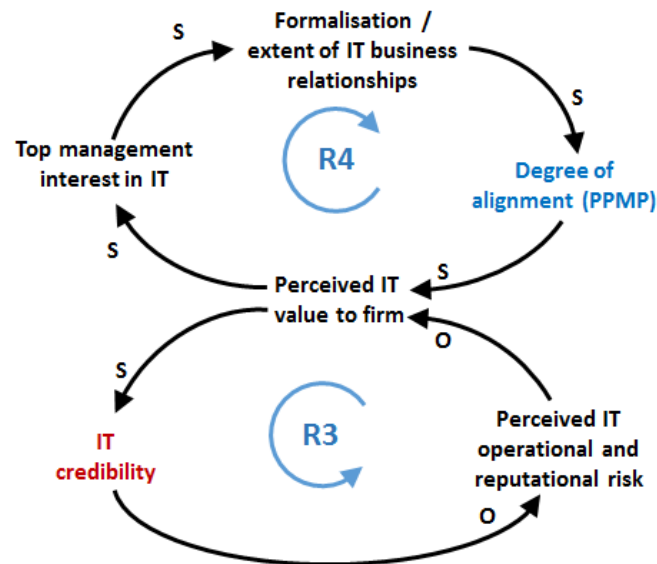 Formalisation /
extent of IT business
relationships
S
S
R4
Top management
interest in IT
Degree of
alignment (PPMP)
S
S
Perceived IT
value to firm
O
S
R3
IT
credibility
Perceived IT
operational and
reputational risk
O